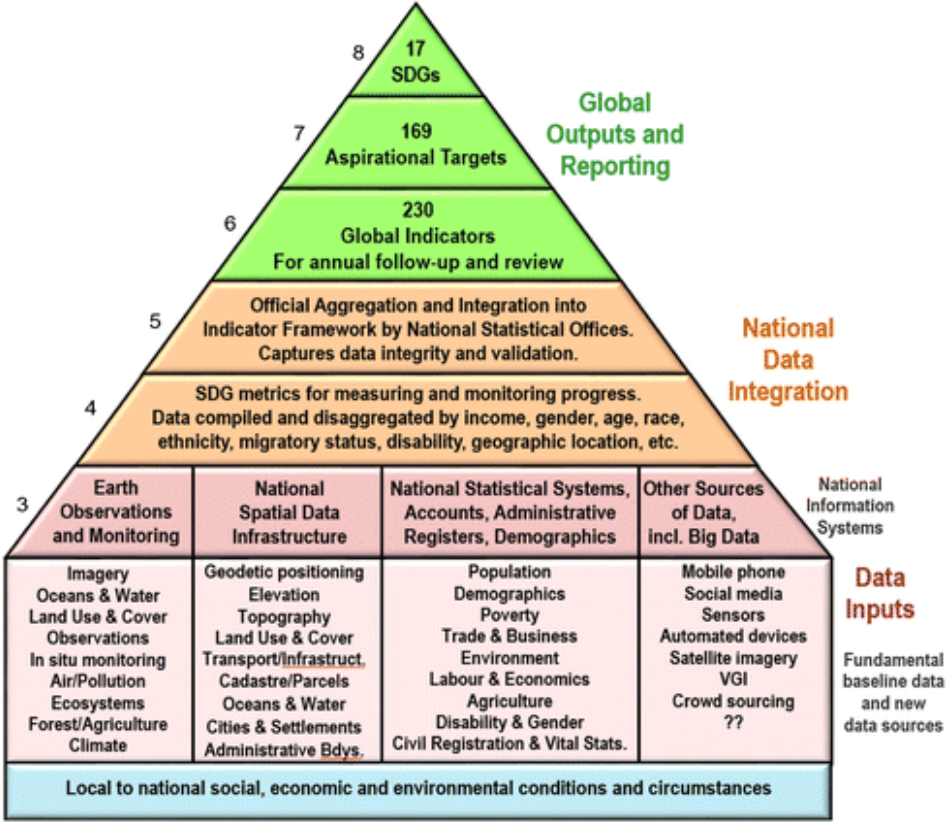 8
17
SDGs
7
169
Aspirational Targets
Global
Outputs and
Reporting
6
230
Global Indicators
For annual follow-up and review
5
Official Aggregation and Integration into
Indicator Framework by National Statistical Offices.
Captures data integrity and validation.
National
Data
Integration
4
SDG metrics for measuring and monitoring progress.
Data compiled and disaggregated by income, gender, age, race,
ethnicity, migratory status, disability, geographic location, etc.
3
Earth
Observations
and Monitoring
National
Spatial Data
Infrastructure
National Statistical Systems,
Accounts, Administrative
Registers, Demographics
Other Sources
of Data,
incl. Big Data
National
Information
Systems
Imagery
Oceans & Water
Land Use & Cover
Observations
In situ monitoring
Air/Pollution
Ecosystems
Forest/Agriculture
Climate
Geodetic positioning
Elevation
Topography
Land Use & Cover
Transport/Infrastruct.
Cadastre/Parcels
Oceans & Water
Cities & Settlements
Administrative Bdys.
Population
Demographics
Poverty
Trade & Business
Environment
Labour & Economics
Agriculture
Disability & Gender
Civil Registration & Vital Stats.
Mobile phone
Social media
Sensors
Automated devices
Satellite imagery
VGI
Crowd sourcing
??
Data
Inputs
Fundamental
baseline data
and new
data sources
Local to national social, economic and environmental conditions and circumstances